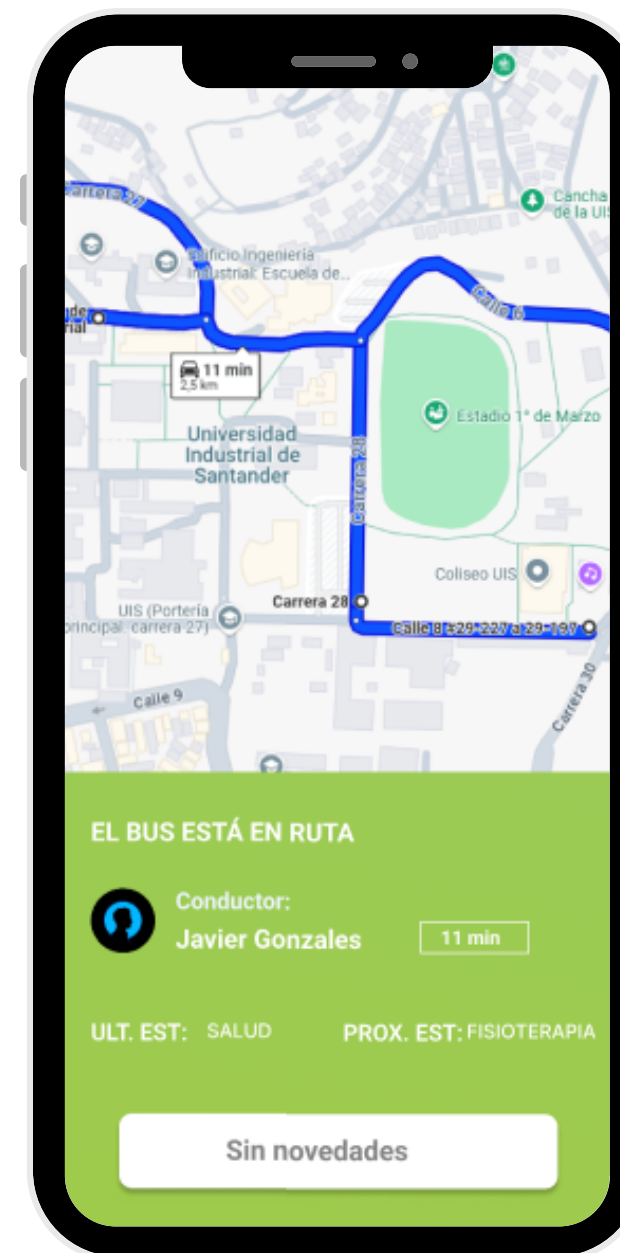 Carrera 27
Cancha
de la UIS
Edificio Ingeniería
Industrial: Escuela de...
Calle 6
de
rial
11 min
2,5 km
Estadio 1° de Marzo
Universidad
Industrial de
Santander
Carrera 28
Coliseo UIS
Carrera 28
UIS (Portería
principal: carrera 27)
Calle 8 #29-227 a 29-197
Calle 9
Carrera 30
EL BUS ESTÁ EN RUTA
Conductor:
Javier Gonzales
11 min
ULT. EST: SALUD PROX. EST: FISIOTERAPIA
Sin novedades